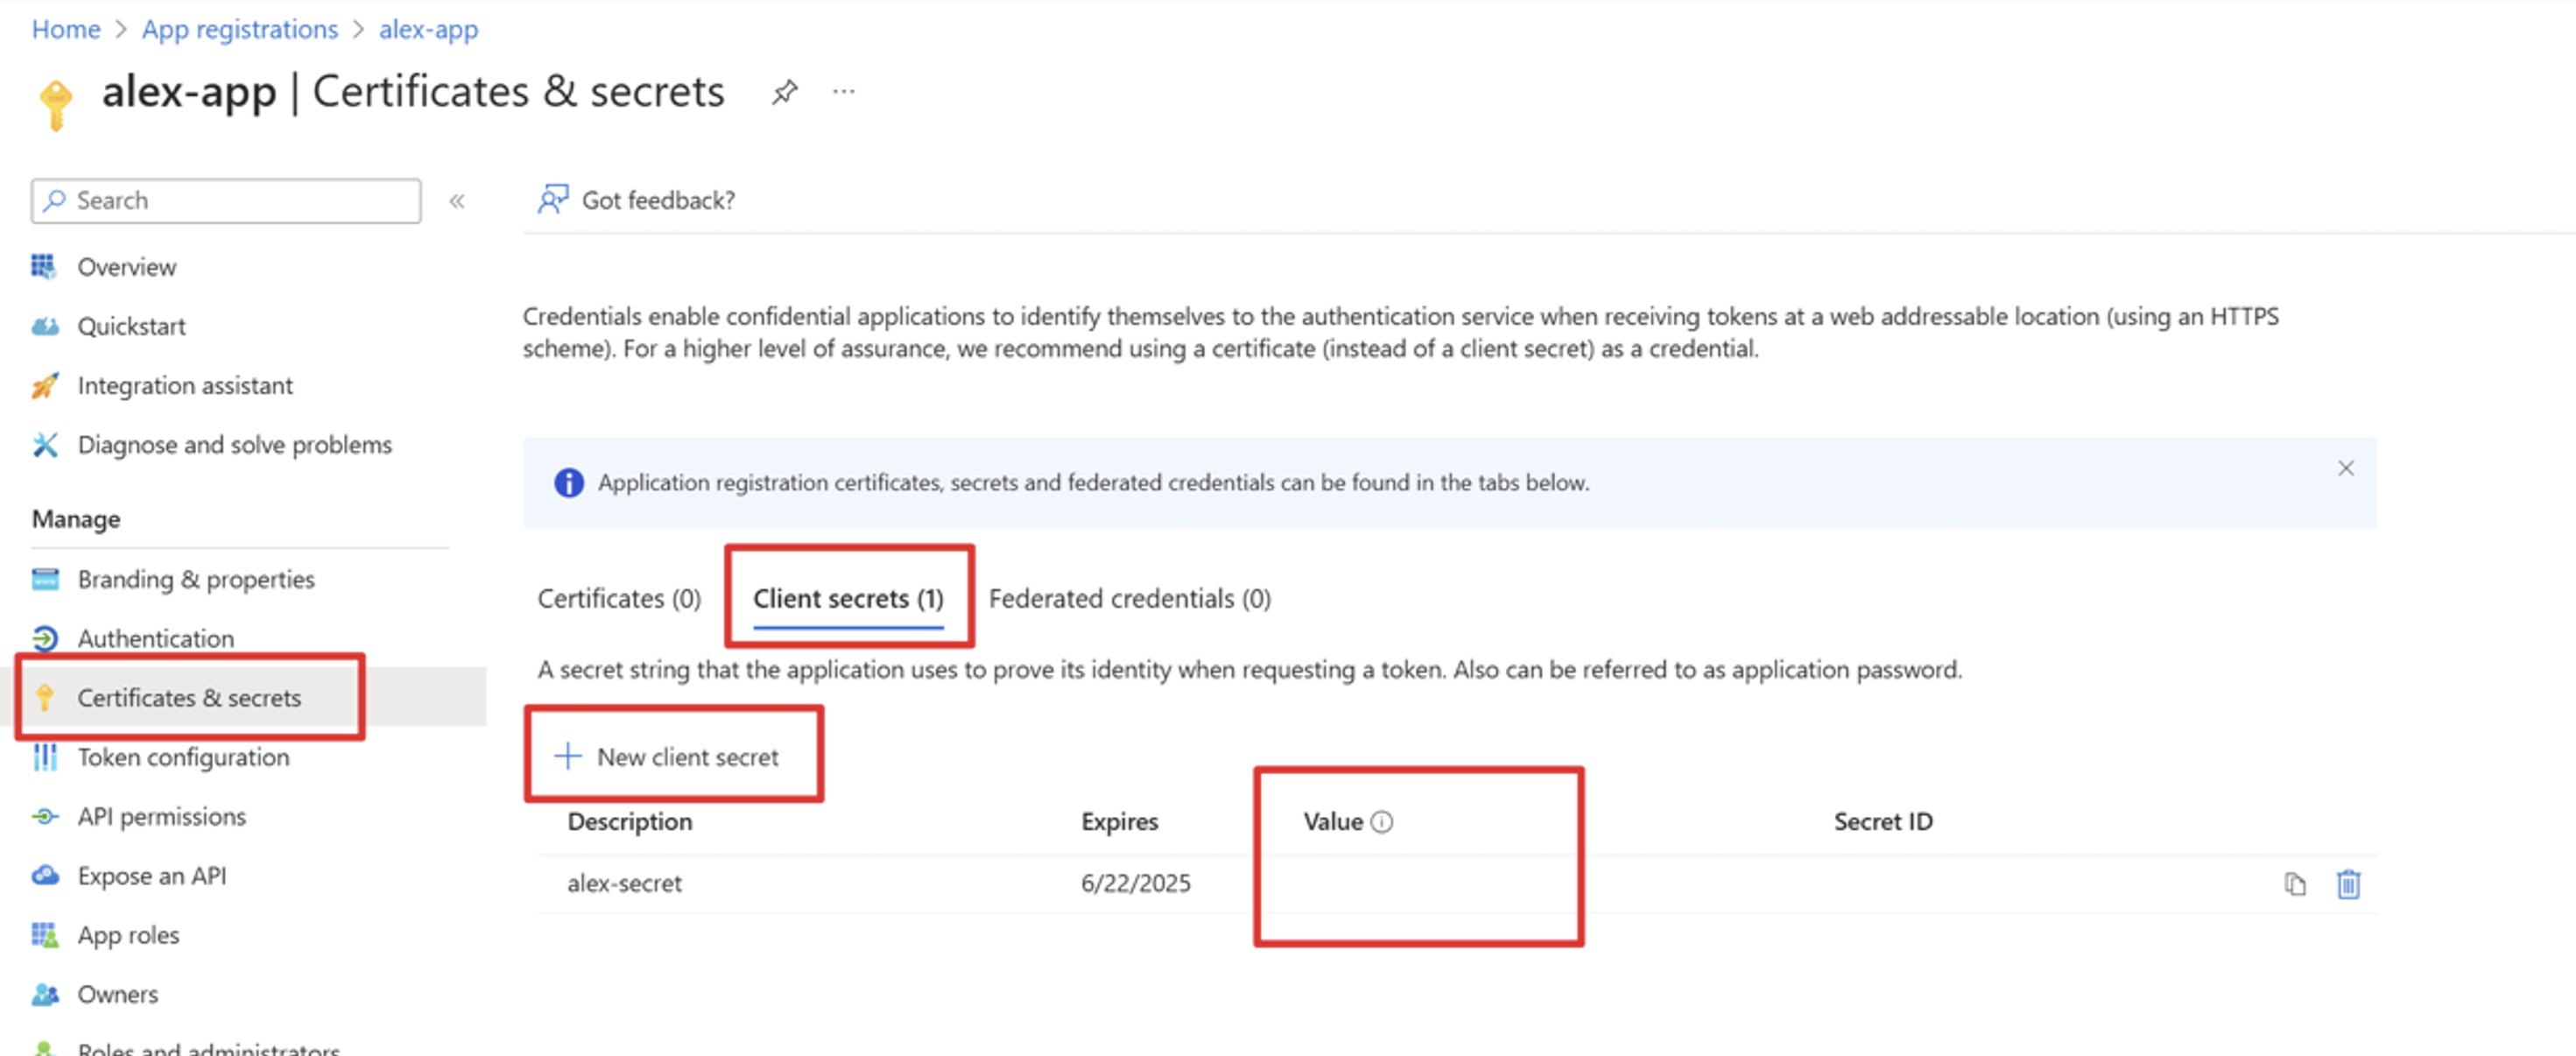 Home > App registrations > alex-app
alex-app | Certificates & secrets
Search
Got feedback?
Overview
Quickstart
Integration assistant
Diagnose and solve problems
Manage
Branding & properties
Authentication
Certificates & secrets
Token configuration
API permissions
Expose an API
App roles
Owners
Roles and administrators
Credentials enable confidential applications to identify themselves to the authentication service when receiving tokens at a web addressable location (using an HTTPS
scheme). For a higher level of assurance, we recommend using a certificate (instead of a client secret) as a credential.
Application registration certificates, secrets and federated credentials can be found in the tabs below.
Certificates (0) Client secrets (1) Federated credentials (0)
A secret string that the application uses to prove its identity when requesting a token. Also can be referred to as application password.
New client secret
Description Expires Value Secret ID
alex-secret 6/22/2025